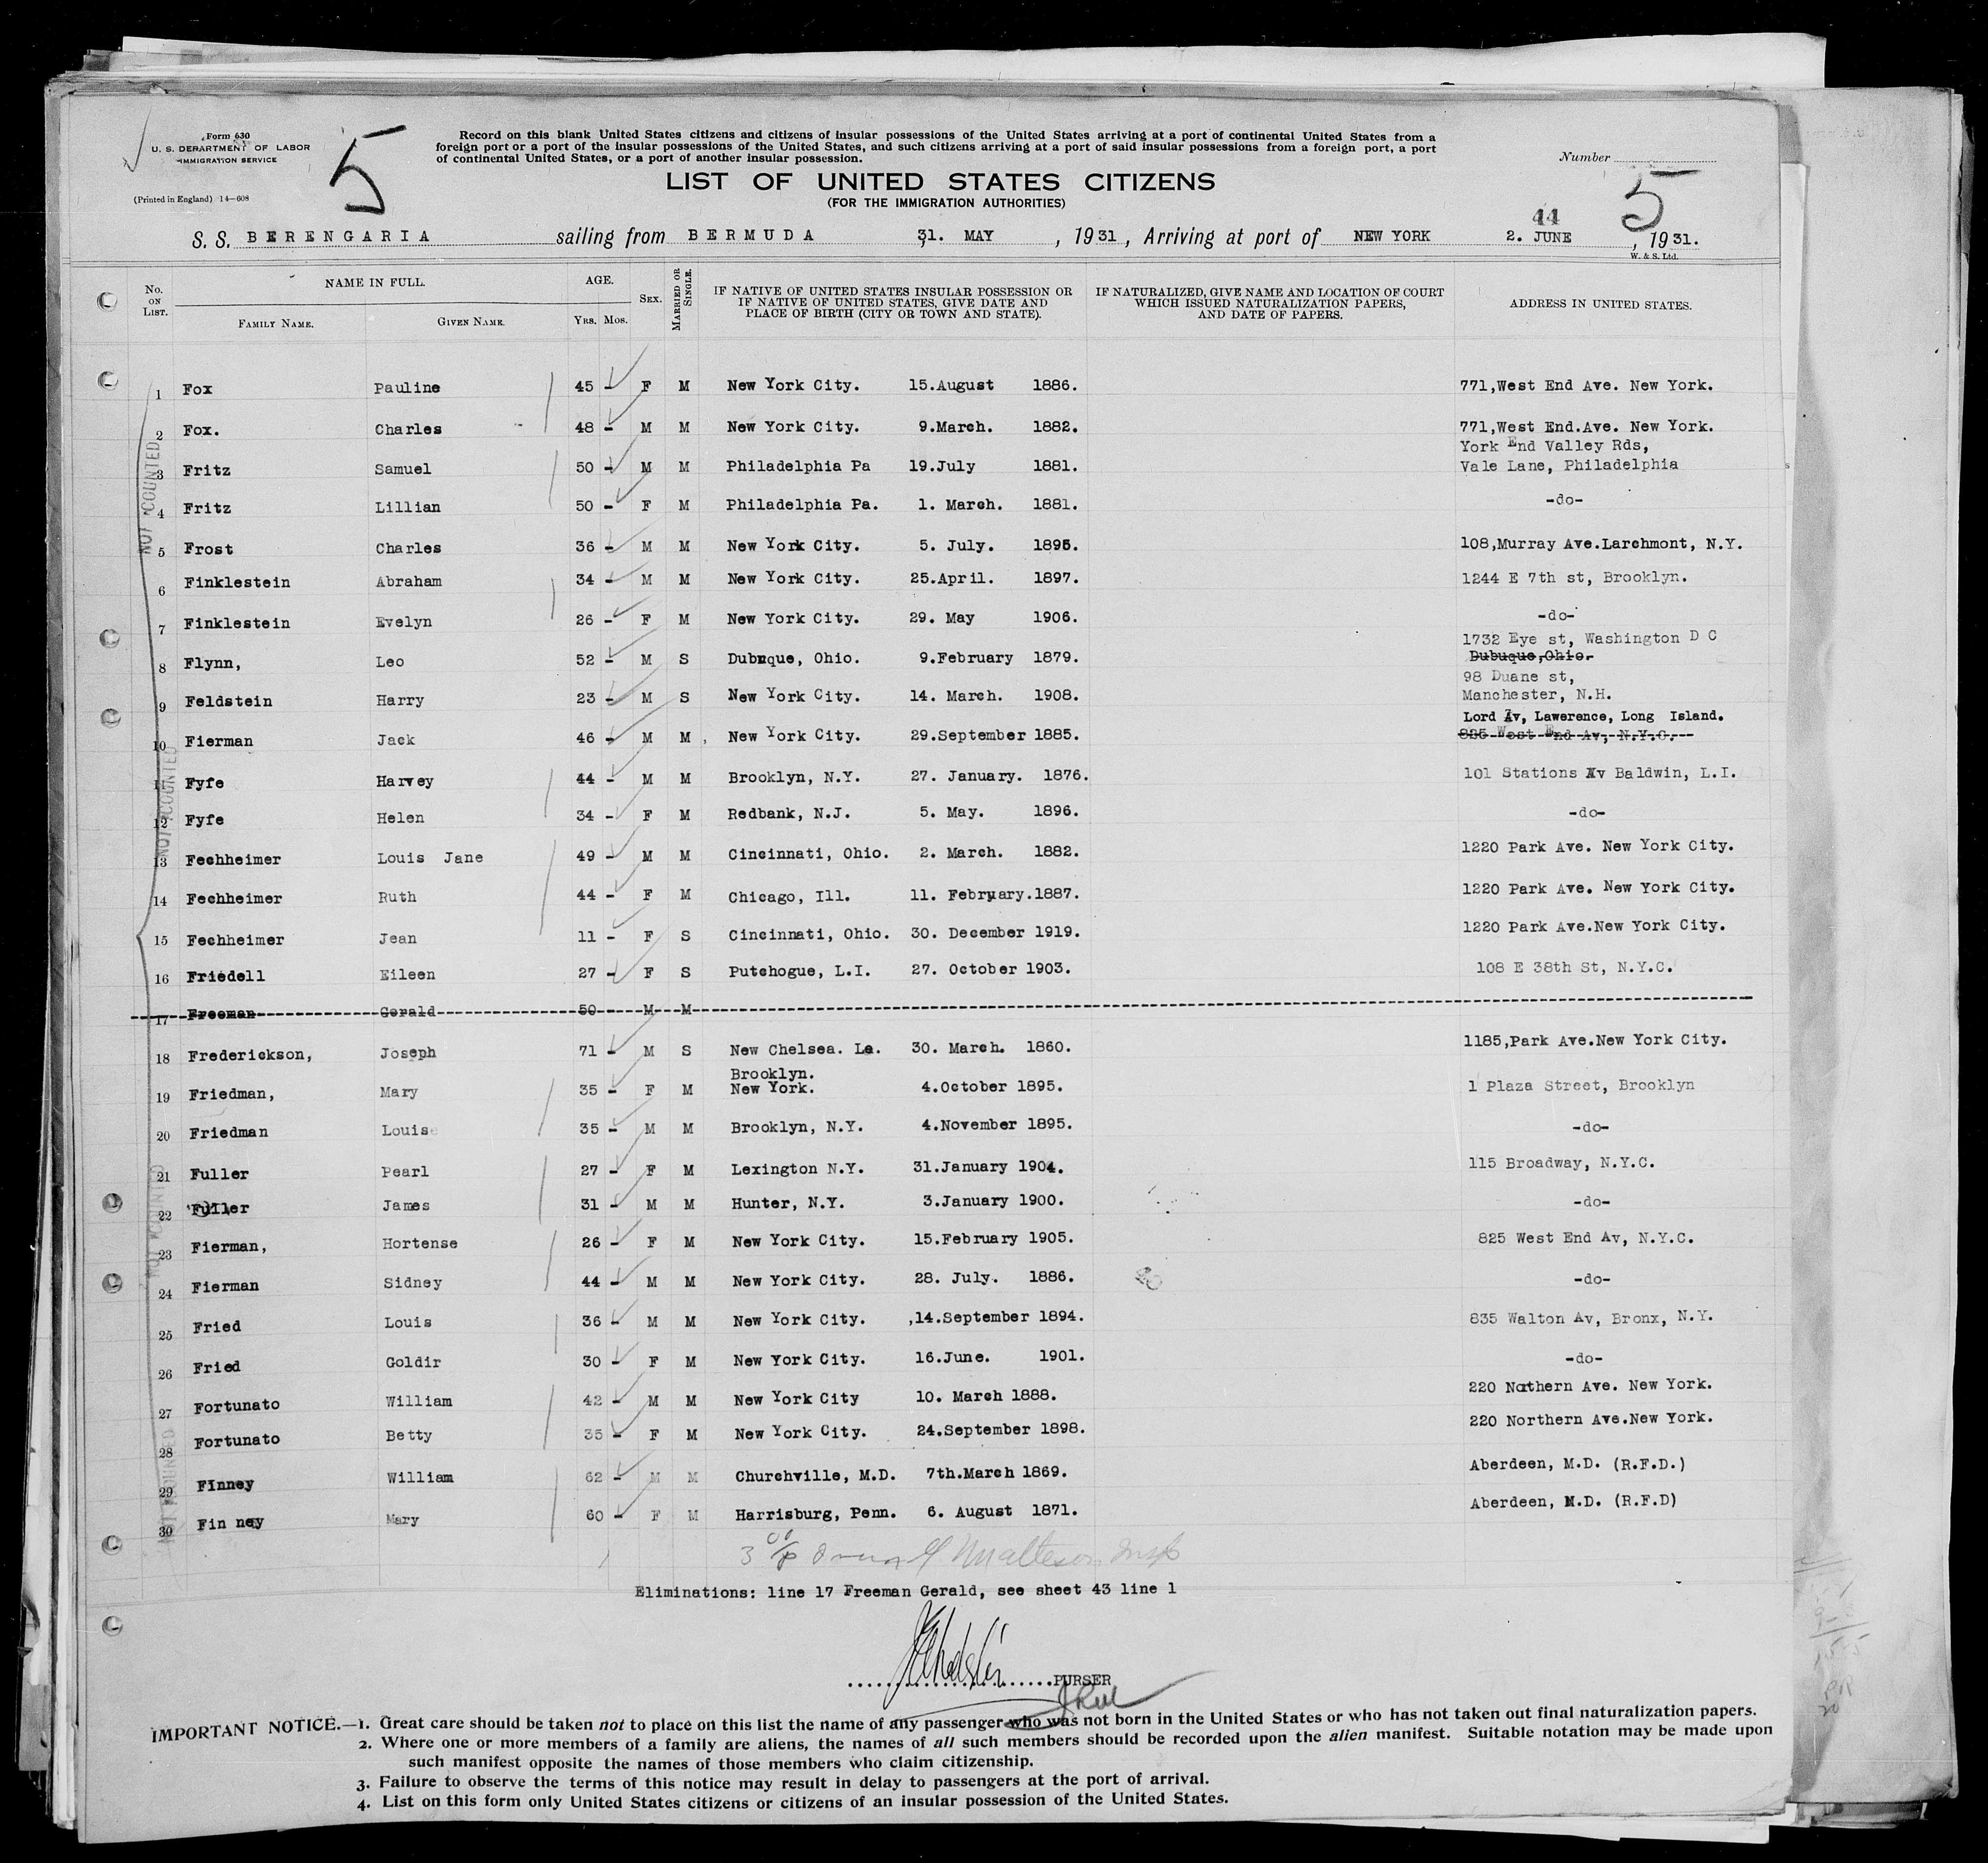 Form 630
U. S. DEPARTMENT OF LABOR
IMMIGRATION SERVICE
(Printed in England) 14—608
5
Record on this blank United States citizens and citizens of insular possessions of the United States arriving at a port of continental United States from a
foreign port or a port of the insular possessions of the United States, and such citizens arriving at a port of said insular possessions from a foreign port, a port
of continental United States, or a port of another insular possession.
Number
LIST OF UNITED STATES CITIZENS
(FOR THE IMMIGRATION AUTHORITIES)
44 5
S. S. BERENGARIA sailing from BERMUDA 31. MAY , 1931, Arriving at port of NEW YORK 2. JUNE , 1931.
W. & S. Ltd.
No. ON LIST. NAME IN FULL. FAMILY NAME. GIVEN NAME. AGE. YRS. MOS. SEX. MARRIED OR SINGLE. IF NATIVE OF UNITED STATES INSULAR POSSESSION OR IF NATIVE OF UNITED STATES, GIVE DATE AND PLACE OF BIRTH (CITY OR TOWN AND STATE). IF NATURALIZED, GIVE NAME AND LOCATION OF COURT WHICH ISSUED NATURALIZATION PAPERS, AND DATE OF PAPERS. ADDRESS IN UNITED STATES.
1 Fox Pauline 45 - F M New York City. 15.August 1886. 771,West End Ave. New York.
2 Fox. Charles 48 - M M New York City. 9.March. 1882. 771,West End.Ave. New York.
York End Valley Rds,
3 Fritz Samuel 50 - M M Philadelphia Pa 19.July 1881. Vale Lane, Philadelphia
4 Fritz Lillian 50 - F M Philadelphia Pa. 1. March. 1881. -do-
5 Frost Charles 36 - M M New York City. 5. July. 1895. 108,Murray Ave.Larchmont, N.Y.
6 Finklestein Abraham 34 - M M New York City. 25.April. 1897. 1244 E 7th st, Brooklyn.
7 Finklestein Evelyn 26 - F M New York City. 29. May 1906. -do-
1732 Eye st, Washington D C
8 Flynn, Leo 52 - M S Dubuque, Ohio. 9.February 1879. Dubuque,Ohio.
98 Duane st,
9 Feldstein Harry 23 - M S New York City. 14. March. 1908. Manchester, N.H.
Lord Av, Lawerence, Long Island.
10 Fierman Jack 46 - M M , New York City. 29.September 1885. 825 West End Av, N.Y.C.
11 Fyfe Harvey 44 - M M Brooklyn, N.Y. 27. January. 1876. 101 Stations Av Baldwin, L.I.
12 Fyfe Helen 34 - F M Redbank, N.J. 5. May. 1896. -do-
13 Fechheimer Louis Jane 49 - M M Cincinnati, Ohio. 2. March. 1882. 1220 Park Ave. New York City.
14 Fechheimer Ruth 44 - F M Chicago, Ill. 11. February.1887. 1220 Park Ave. New York City.
15 Fechheimer Jean 11 - F S Cincinnati, Ohio. 30. December 1919. 1220 Park Ave.New York City.
16 Friedell Eileen 27 - F S Putchogue, L.I. 27. October 1903. 108 E 38th St, N.Y.C.
17 Freeman Gerald 50 - M M
18 Frederickson, Joseph 71 - M S New Chelsea. La. 30. March. 1860. 1185,Park Ave.New York City.
Brooklyn.
19 Friedman, Mary 35 - F M New York. 4.October 1895. 1 Plaza Street, Brooklyn
20 Friedman Louise 35 - M M Brooklyn, N.Y. 4.November 1895. -do-
21 Fuller Pearl 27 - F M Lexington N.Y. 31.January 1904. 115 Broadway, N.Y.C.
22 Fuller James 31 - M M Hunter, N.Y. 3.January 1900. -do-
23 Fierman, Hortense 26 - F M New York City. 15.February 1905. 825 West End Av, N.Y.C.
24 Fierman Sidney 44 - M M New York City. 28. July. 1886. -do-
25 Fried Louis 36 - M M New York City. ,14.September 1894. 835 Walton Av, Bronx, N.Y.
26 Fried Goldir 30 - F M New York City. 16.June. 1901. -do-
27 Fortunato William 42 - M M New York City 10. March 1888. 220 Nothern Ave. New York.
28 Fortunato Betty 35 - F M New York City. 24.September 1898. 220 Northern Ave.New York.
29 Finney William 62 - M M Churchville, M.D. 7th.March 1869. Aberdeen, M.D. (R.F.D.)
30 Fin ney Mary 60 - F M Harrisburg, Penn. 6. August 1871. Aberdeen, M.D. (R.F.D)
NOT COUNTED
NOT COUNTED
NOT COUNTED
NOT COUNTED
Eliminations: line 17 Freeman Gerald, see sheet 43 line 1
PURSER
IMPORTANT NOTICE.—1. Great care should be taken not to place on this list the name of any passenger who was not born in the United States or who has not taken out final naturalization papers.
2. Where one or more members of a family are aliens, the names of all such members should be recorded upon the alien manifest. Suitable notation may be made upon
such manifest opposite the names of those members who claim citizenship.
3. Failure to observe the terms of this notice may result in delay to passengers at the port of arrival.
4. List on this form only United States citizens or citizens of an insular possession of the United States.